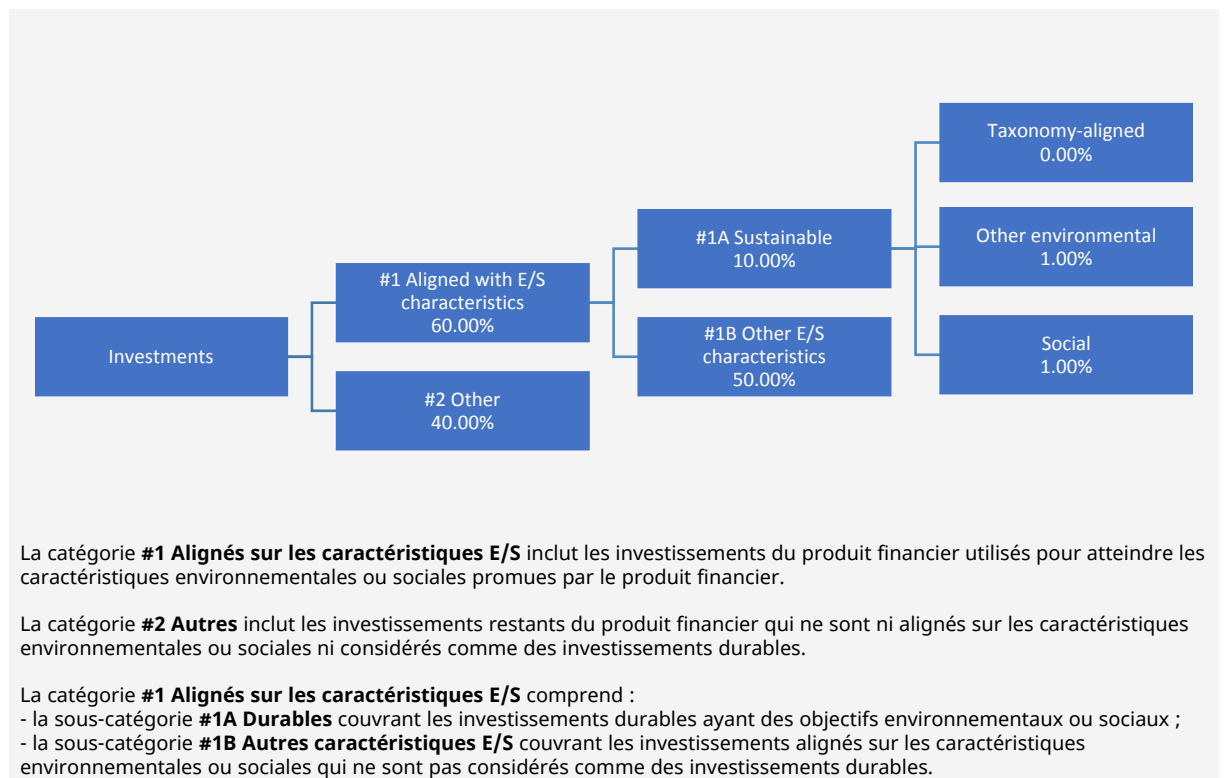 Investments
#1 Aligned with E/S
characteristics
60.00%
#2 Other
40.00%
#1A Sustainable
10.00%
#1B Other E/S
characteristics
50.00%
Taxonomy-aligned
0.00%
Other environmental
1.00%
Social
1.00%
La catégorie #1 Alignés sur les caractéristiques E/S inclut les investissements du produit financier utilisés pour atteindre les
caractéristiques environnementales ou sociales promues par le produit financier.
La catégorie #2 Autres inclut les investissements restants du produit financier qui ne sont ni alignés sur les caractéristiques
environnementales ou sociales ni considérés comme des investissements durables.
La catégorie #1 Alignés sur les caractéristiques E/S comprend :
- la sous-catégorie #1A Durables couvrant les investissements durables ayant des objectifs environnementaux ou sociaux ;
- la sous-catégorie #1B Autres caractéristiques E/S couvrant les investissements alignés sur les caractéristiques
environnementales ou sociales qui ne sont pas considérés comme des investissements durables.